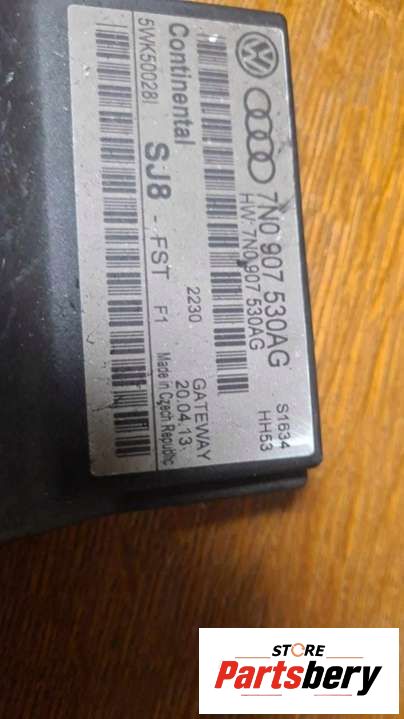 7N0 907 530AG
HW: 7N0 907 530AG
S1634
HH53
Continental
5WK50028I
2230
GATEWAY
SJ8 - FST F1
20.04.13
Made in Czech Republic
STORE
Partsbery